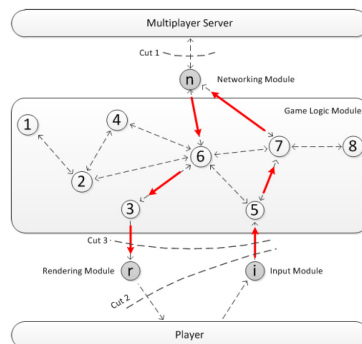 Multiplayer Server
Cut 1
n
Networking Module
Game Logic Module
1
4
6
7
8
2
3
5
Cut 3
Rendering Module
r
i
Input Module
Cut 2
Player